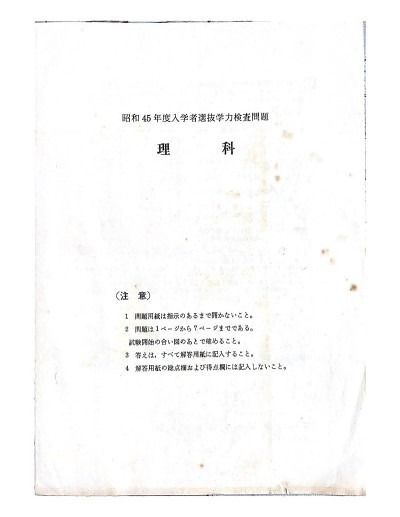 昭和45年度入学者選抜学力検査問題
理 科
（注 意）
1 問題用紙は指示のあるまで開かないこと。
2 問題は1ページから7ページまでである。
試験開始の合い図のあとで確めること。
3 答えは、すべて解答用紙に記入すること。
4 解答用紙の総点欄および得点欄には記入しないこと。